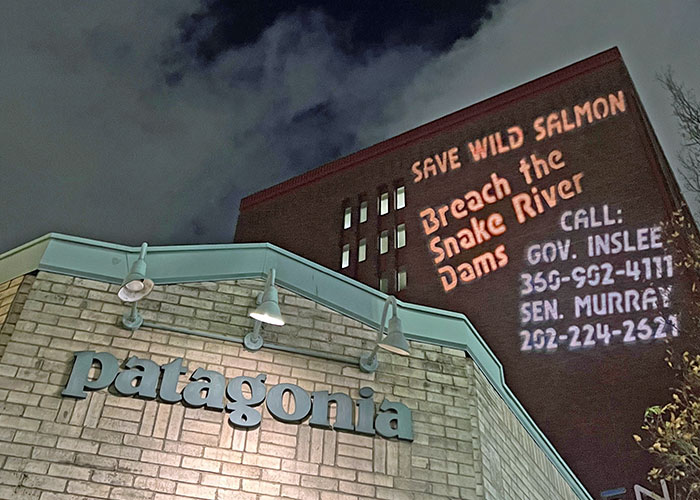 SAVE WILD SALMON
Breach the
Snake River
Dams
CALL:
GOV. INSLEE
360-902-4111
SEN. MURRAY
202-224-2621
patagonia